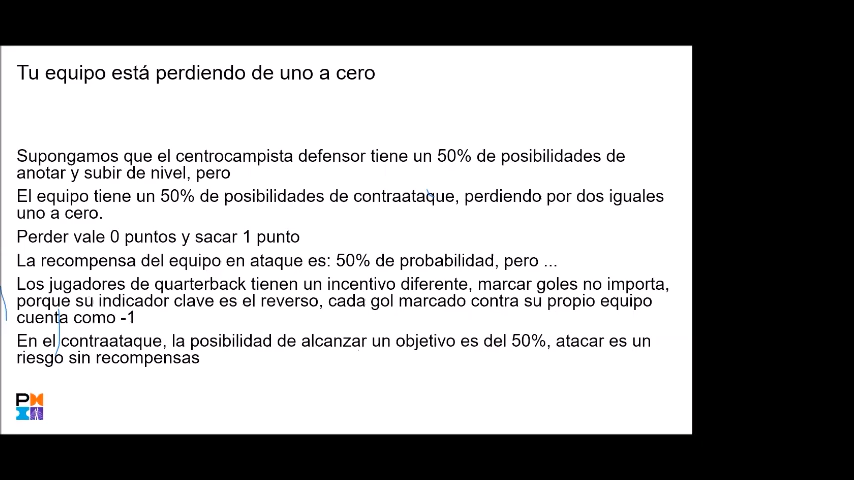 Tu equipo está perdiendo de uno a cero
Supongamos que el centrocampista defensor tiene un 50% de posibilidades de
anotar y subir de nivel, pero
El equipo tiene un 50% de posibilidades de contraataque, perdiendo por dos iguales
uno a cero.
Perder vale 0 puntos y sacar 1 punto
La recompensa del equipo en ataque es: 50% de probabilidad, pero ...
Los jugadores de quarterback tienen un incentivo diferente, marcar goles no importa,
porque su indicador clave es el reverso, cada gol marcado contra su propio equipo
cuenta como -1
En el contraataque, la posibilidad de alcanzar un objetivo es del 50%, atacar es un
riesgo sin recompensas